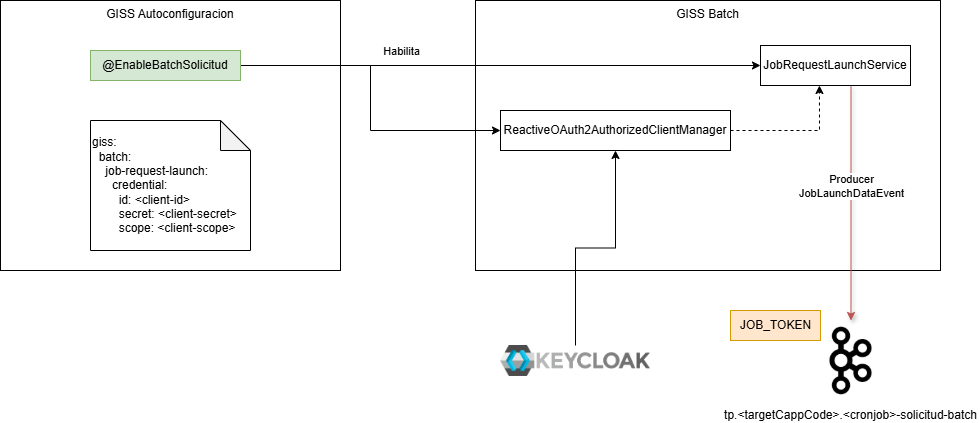 GISS Autoconfiguracion
GISS Batch
@EnableBatchSolicitud
Habilita
JobRequestLaunchService
ReactiveOAuth2AuthorizedClientManager
giss:
batch:
job-request-launch:
credential:
id: <client-id>
secret: <client-secret>
scope: <client-scope>
Producer
JobLaunchDataEvent
JOB_TOKEN
KEYCLOAK
tp.<targetCappCode>.<cronjob>-solicitud-batch